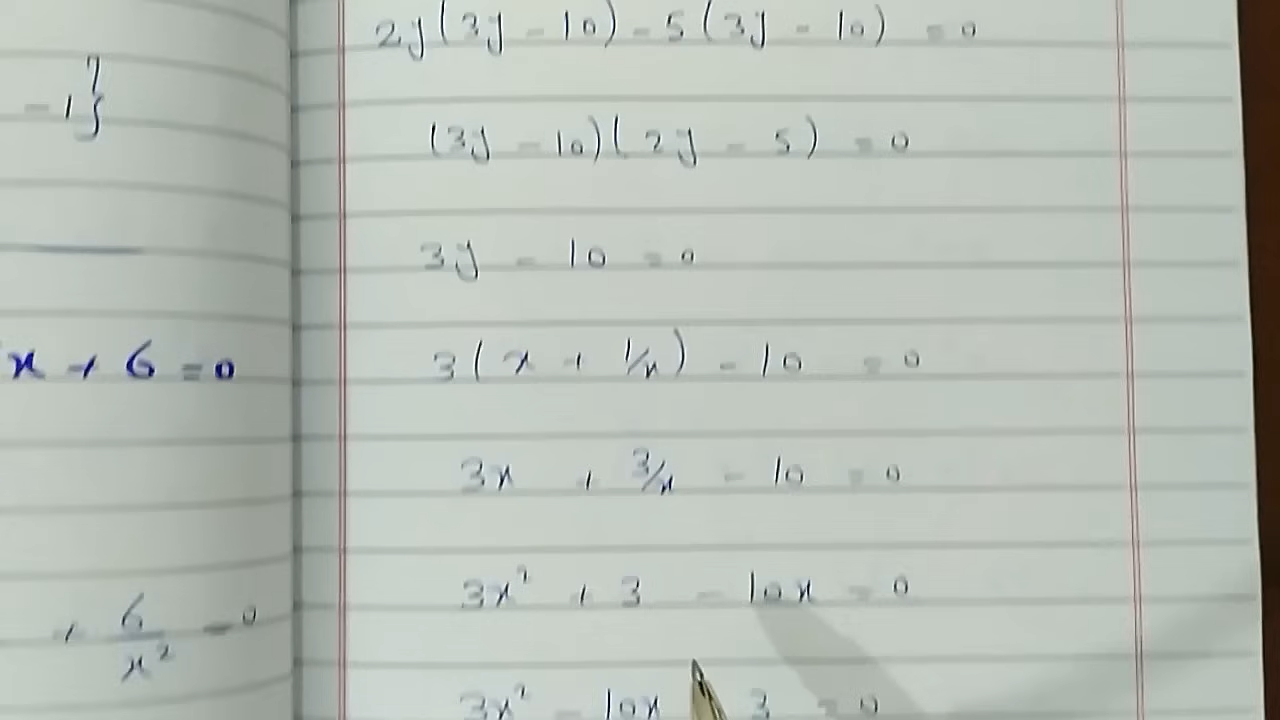 -1}
x + 6 = 0
+ 6/x² = 0
2y(3y - 10) - 5(3y - 10) = 0
(3y - 10)(2y - 5) = 0
3y - 10 = 0
3(x + 1/x) - 10 = 0
3x + 3/x - 10 = 0
3x² + 3 - 10x = 0
3x² - 10x 3 = 0